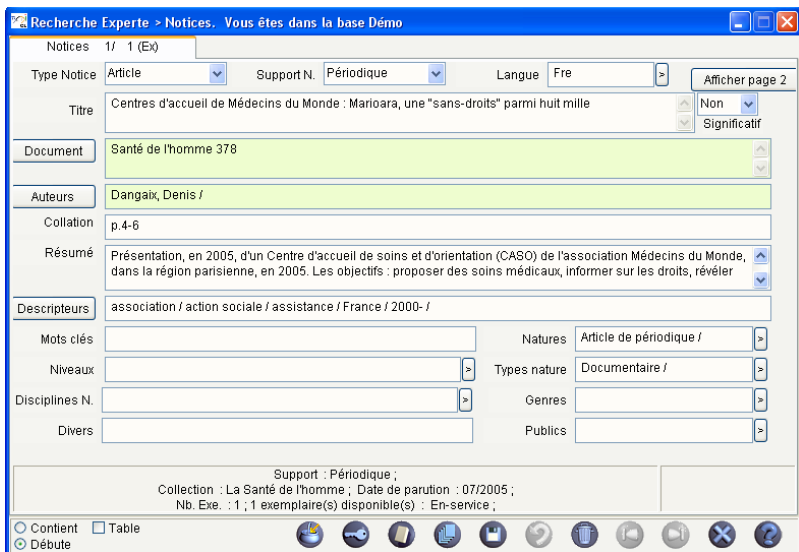 Recherche Experte > Notices. Vous êtes dans la base Démo
Notices 1/ 1 (Ex)
Type Notice Article Support N. Périodique Langue Fre > Afficher page 2
Titre Centres d'accueil de Médecins du Monde : Marioara, une "sans-droits" parmi huit mille Non
Significatif
Document Santé de l'homme 378
Auteurs Dangaix, Denis /
Collation p.4-6
Résumé Présentation, en 2005, d'un Centre d'accueil de soins et d'orientation (CASO) de l'association Médecins du Monde,
dans la région parisienne, en 2005. Les objectifs : proposer des soins médicaux, informer sur les droits, révéler
Descripteurs association / action sociale / assistance / France / 2000- /
Mots clés Natures Article de périodique / >
Niveaux > Types nature Documentaire / >
Disciplines N. > Genres >
Divers Publics >
Support : Périodique ;
Collection : La Santé de l'homme ; Date de parution : 07/2005 ;
Nb. Exe. : 1 ; 1 exemplaire(s) disponible(s) : En-service ;
Contient Table
Débute